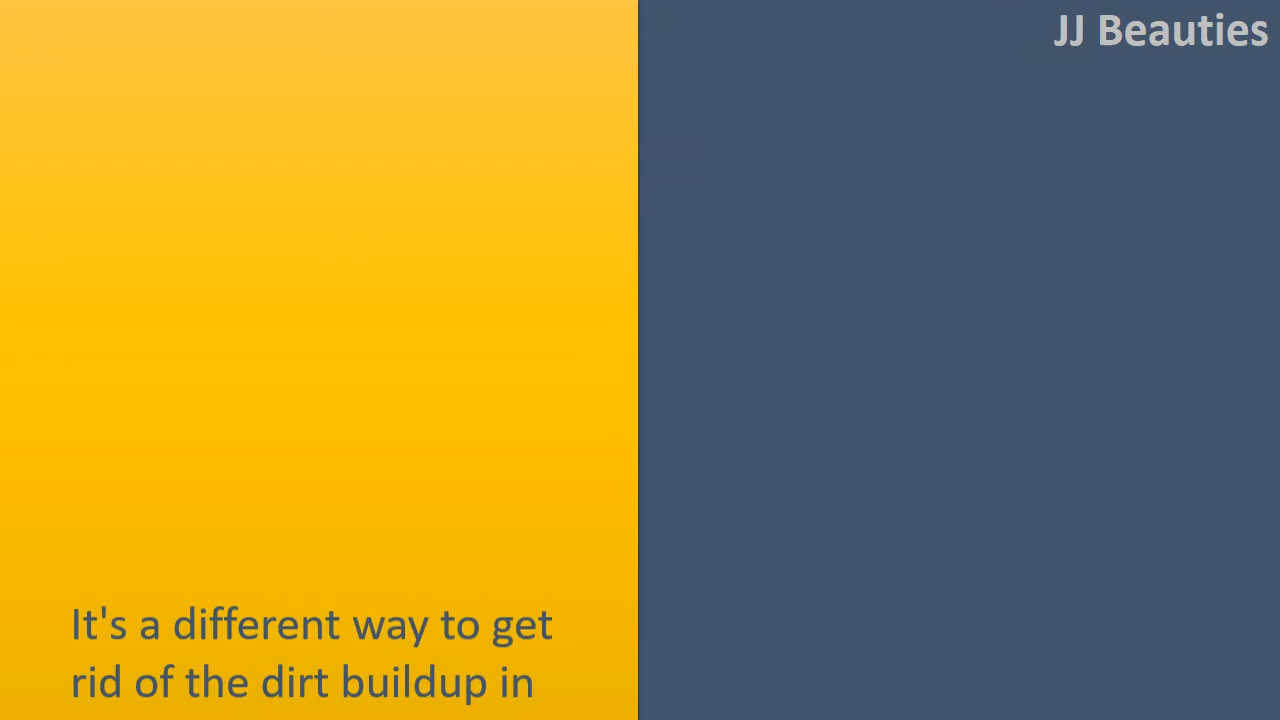 JJ Beauties
It's a different way to get
rid of the dirt buildup in